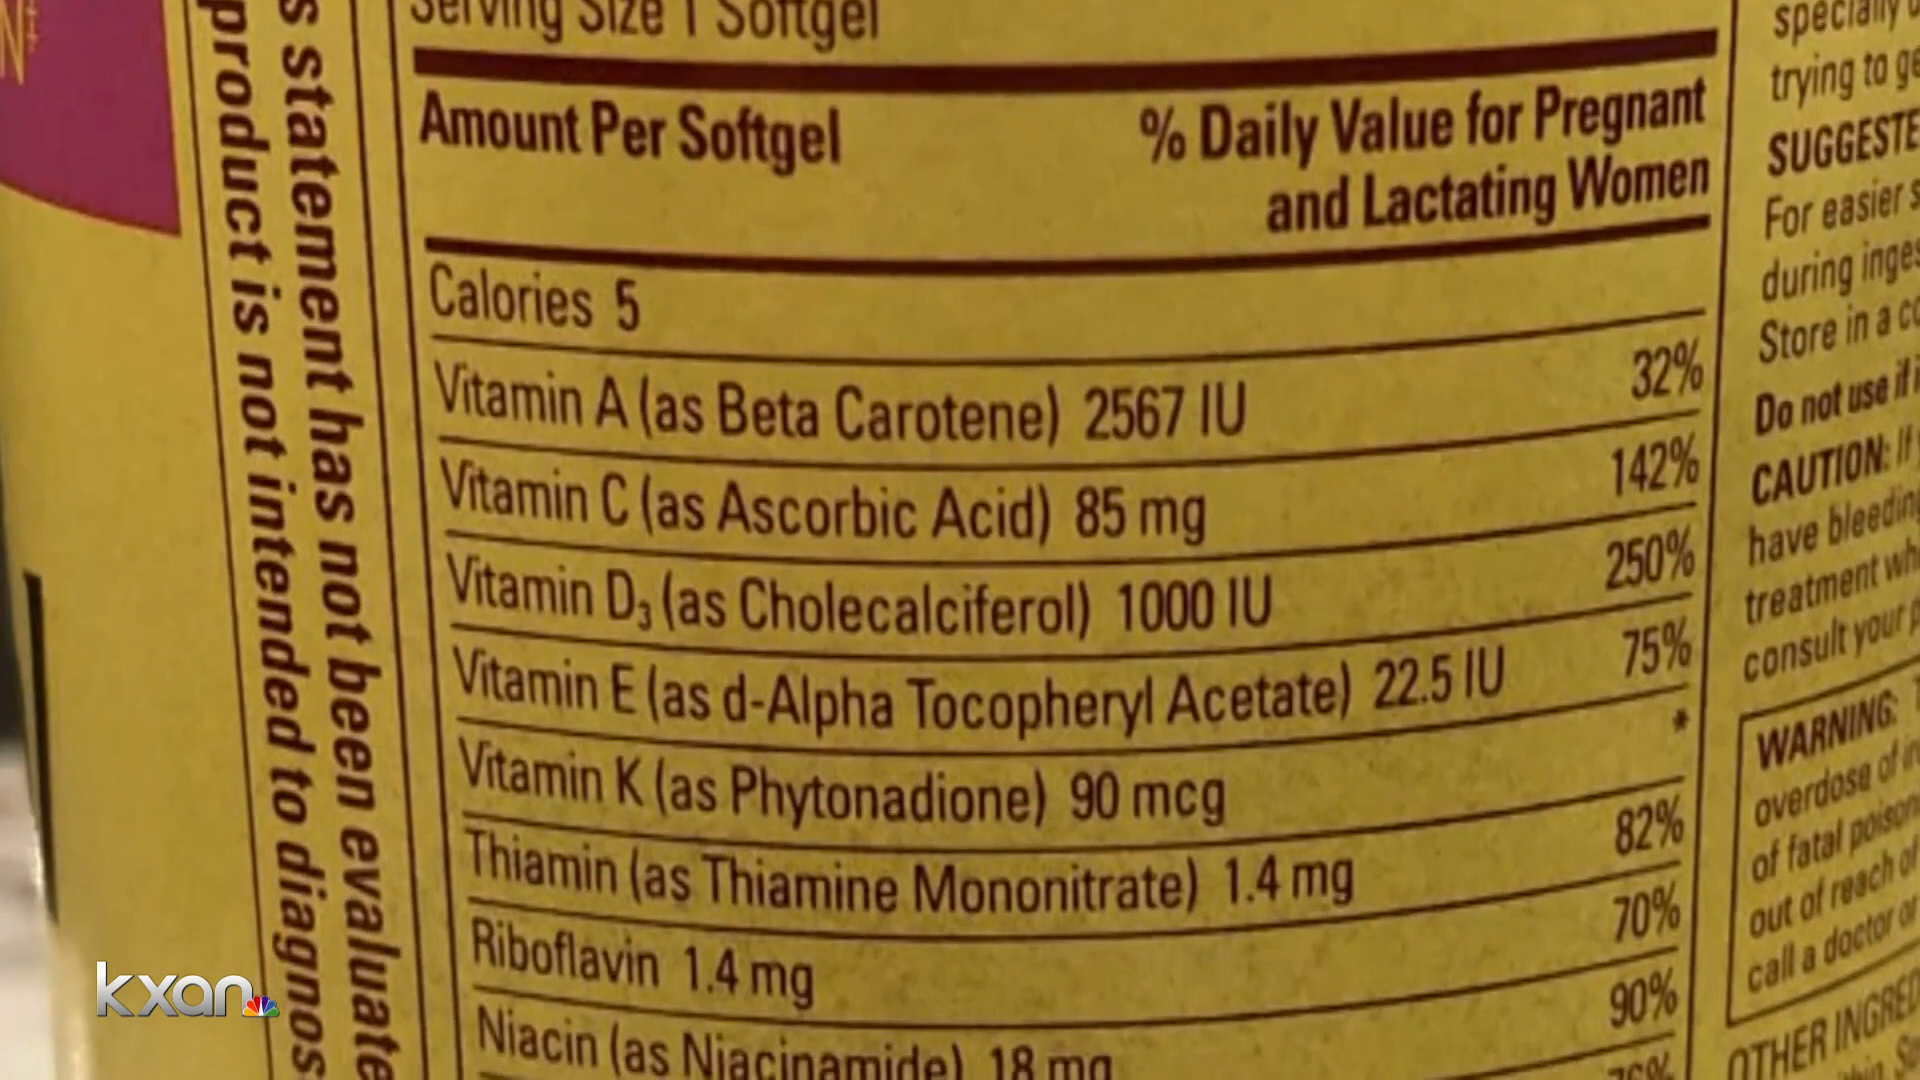 N‡
s statement has not been evaluate
product is not intended to diagnos
Serving Size 1 Softgel
Amount Per Softgel % Daily Value for Pregnant
and Lactating Women
Calories 5
Vitamin A (as Beta Carotene) 2567 IU 32%
Vitamin C (as Ascorbic Acid) 85 mg 142%
Vitamin D₃ (as Cholecalciferol) 1000 IU 250%
Vitamin E (as d-Alpha Tocopheryl Acetate) 22.5 IU 75%
Vitamin K (as Phytonadione) 90 mcg *
Thiamin (as Thiamine Mononitrate) 1.4 mg 82%
Riboflavin 1.4 mg 70%
Niacin (as Niacinamide) 18 mg 90%
specially
trying to ge
SUGGESTE
For easier s
during inges
Store in a co
Do not use if i
CAUTION: If
have bleeding
treatment wh
consult your p
WARNING:
overdose of
of fatal poison
out of reach of
call a doctor or
OTHER INGRED
kxan